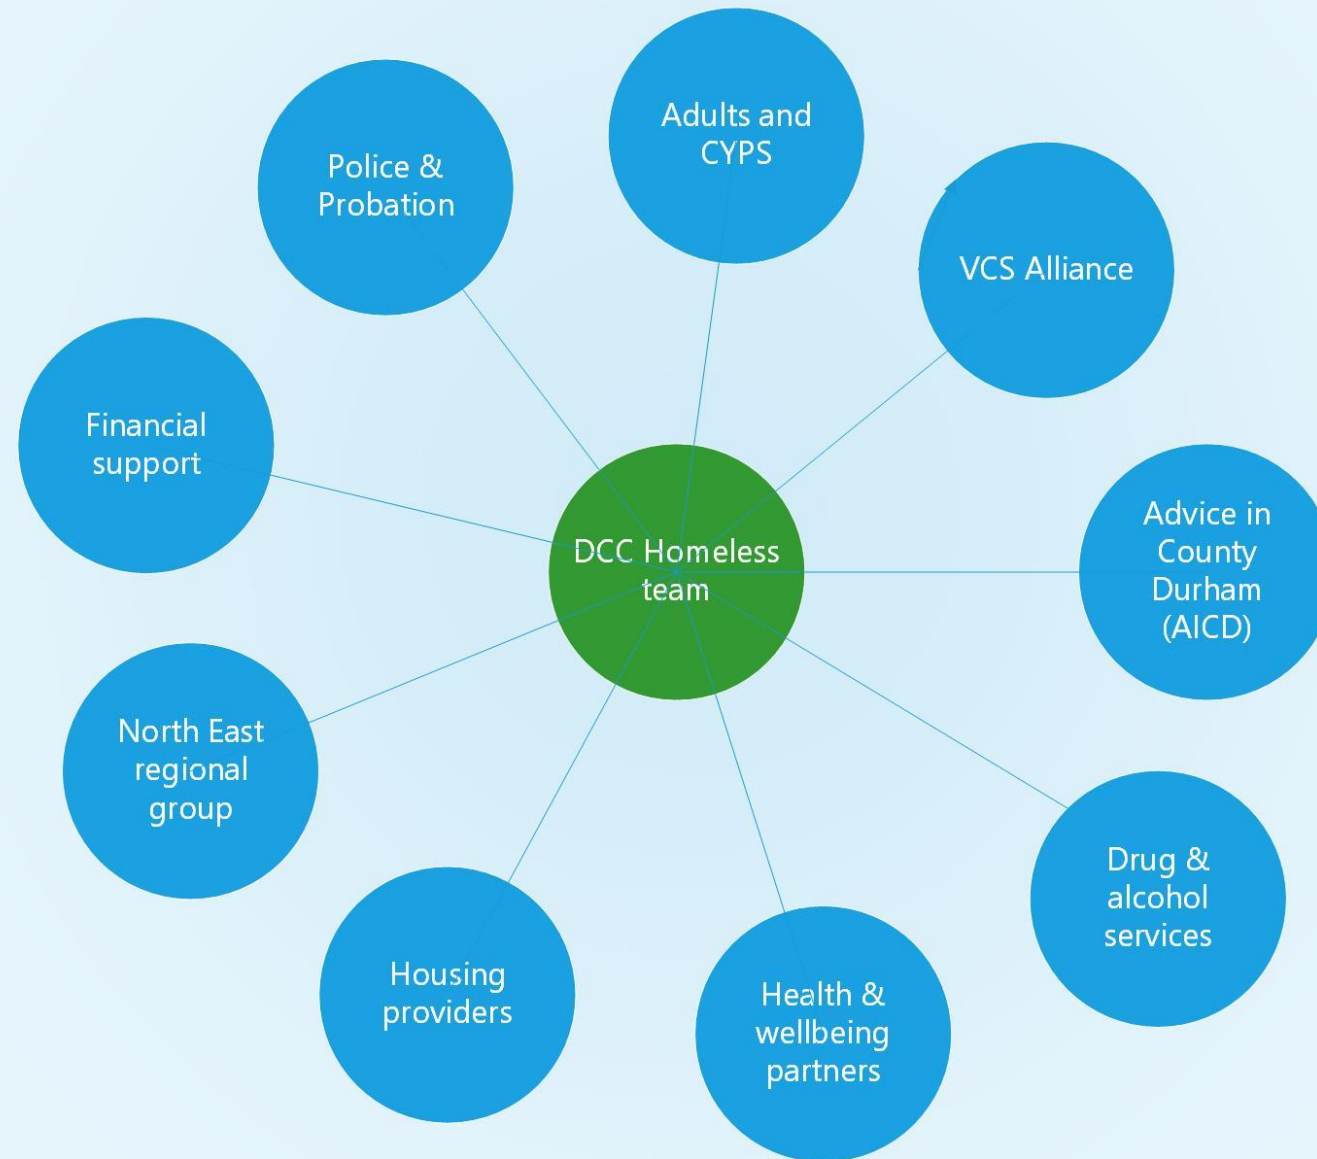 Adults and
CYPS
Police &
Probation
VCS Alliance
Financial
support
DCC Homeless
team
Advice in
County
Durham
(AICD)
North East
regional
group
Drug &
alcohol
services
Housing
providers
Health &
wellbeing
partners